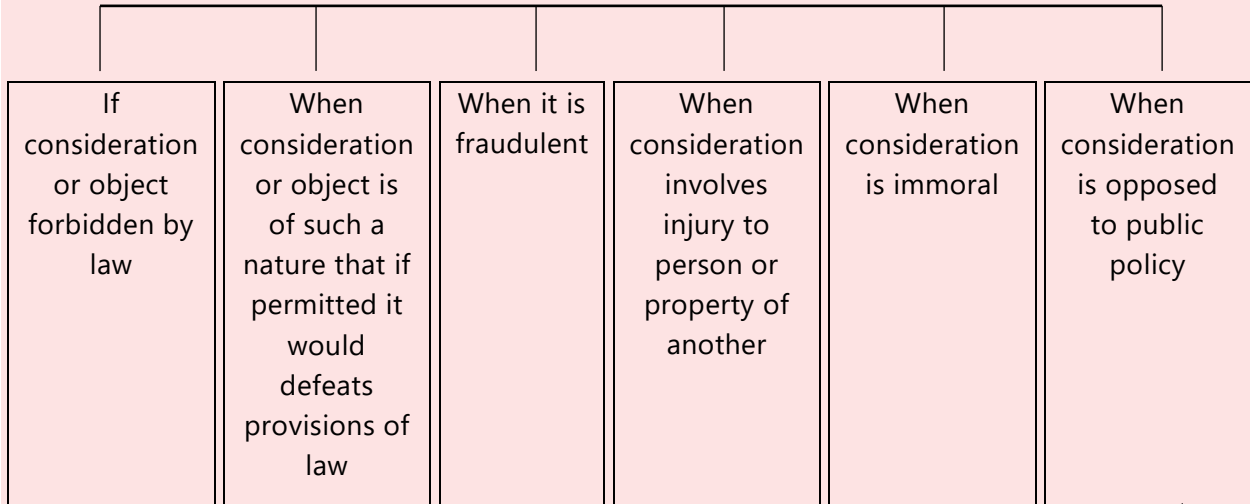 If
consideration
or object
forbidden by
law
When
consideration
or object is
of such a
nature that if
permitted it
would
defeats
provisions of
law
When it is
fraudulent
When
consideration
involves
injury to
person or
property of
another
When
consideration
is immoral
When
consideration
is opposed
to public
policy